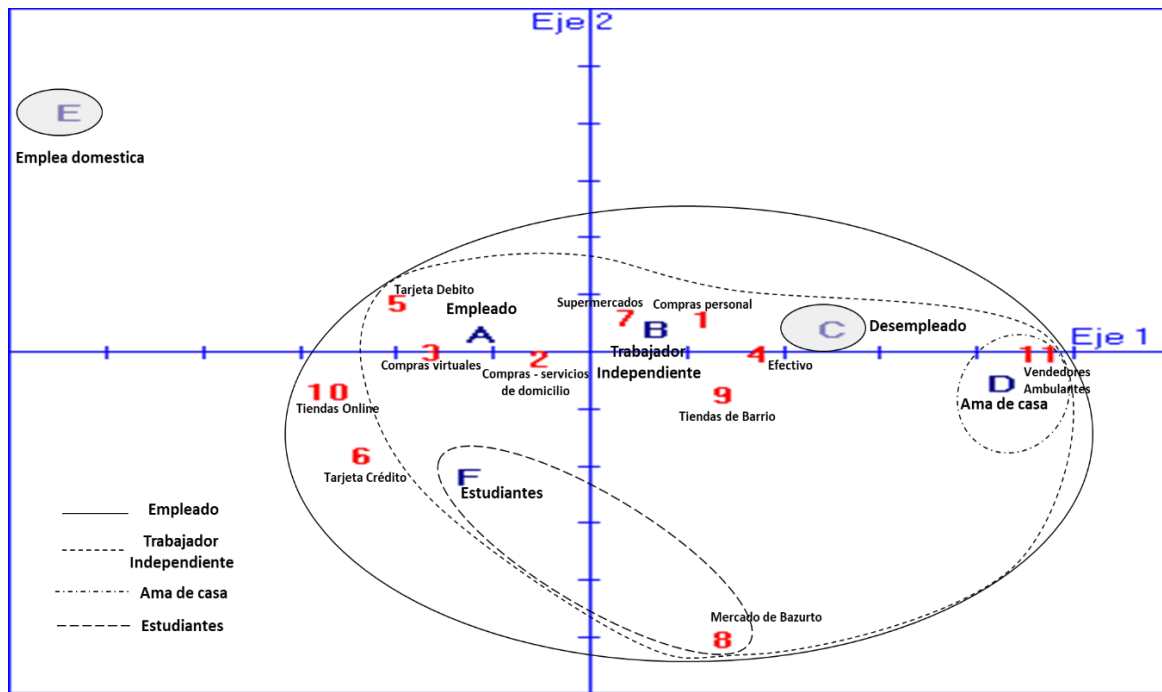 Eje 2
E
Emplea domestica
Tarjeta Debito
5
Empleado
A
Supermercados
7
Compras personal
1
B
Trabajador
Independiente
C
Desempleado
Eje 1
3
Compras virtuales
2
Compras - servicios
de domicilio
4
Efectivo
11
Vendedores
Ambulantes
D
Ama de casa
10
Tiendas Online
9
Tiendas de Barrio
6
Tarjeta Crédito
F
Estudiantes
Mercado de Bazurto
8
Empleado
Trabajador
Independiente
Ama de casa
Estudiantes